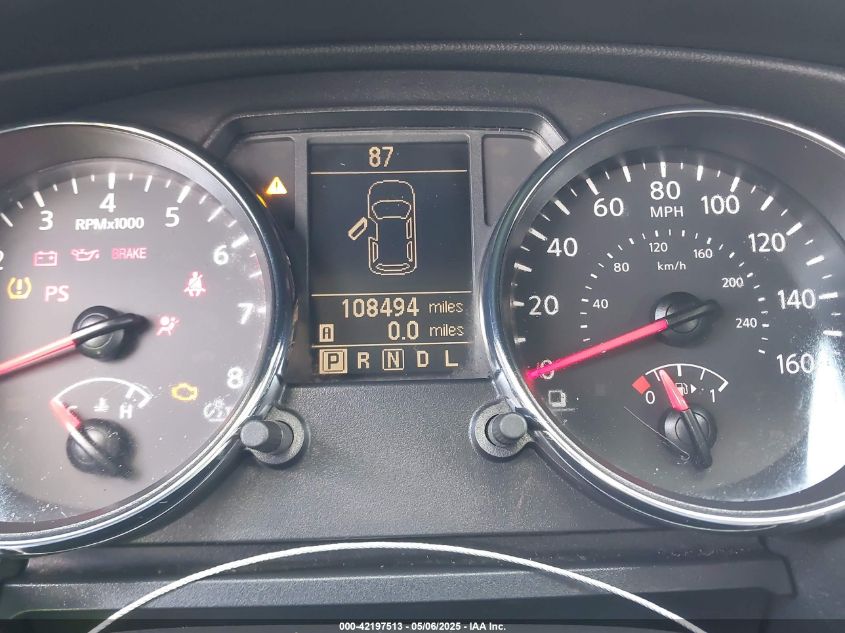 87
108494 miles
A 0.0 miles
P R N D L
2 3 4 5 6 7 8
RPMx1000
BRAKE
PS
H
0 20 40 60 80 100 120 140 160
MPH
40 80 120 160 200 240
km/h
0 1
000-42197513 - 05/06/2025 - IAA Inc.